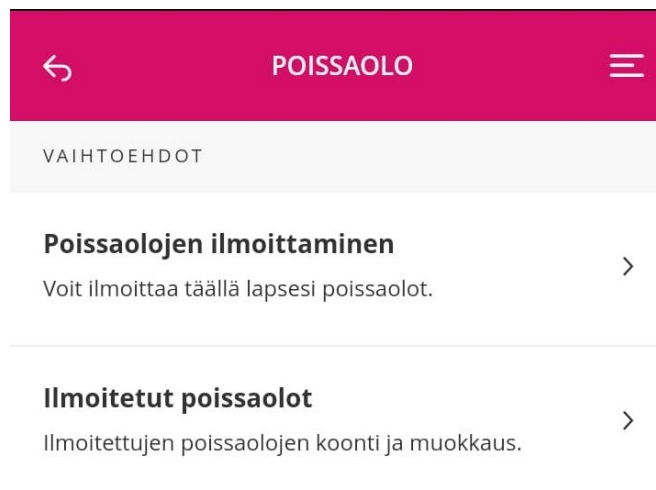 POISSAOLO
VAIHTOEHDOT
Poissaolojen ilmoittaminen
Voit ilmoittaa täällä lapsesi poissaolot.
Ilmoitetut poissaolot
Ilmoitettujen poissaolojen koonti ja muokkaus.